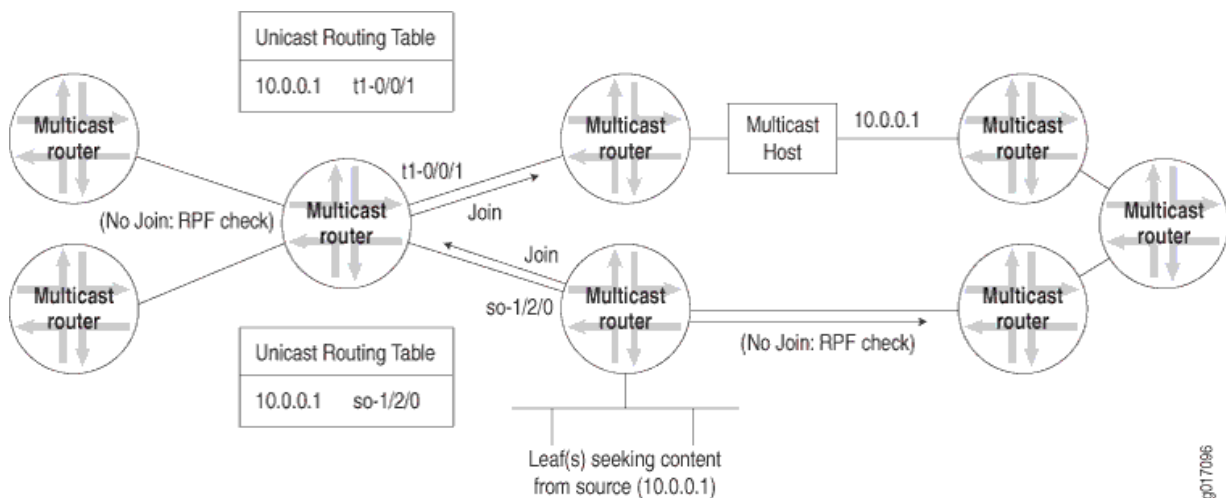 Unicast Routing Table
10.0.0.1 t1-0/0/1
Multicast
router
Multicast
router
Multicast
Host
10.0.0.1
Multicast
router
t1-0/0/1
Join
(No Join: RPF check)
Multicast
router
Multicast
router
Join
so-1/2/0
Multicast
router
Multicast
router
Multicast
router
(No Join: RPF check)
Unicast Routing Table
10.0.0.1 so-1/2/0
Leaf(s) seeking content
from source (10.0.0.1)
g017096